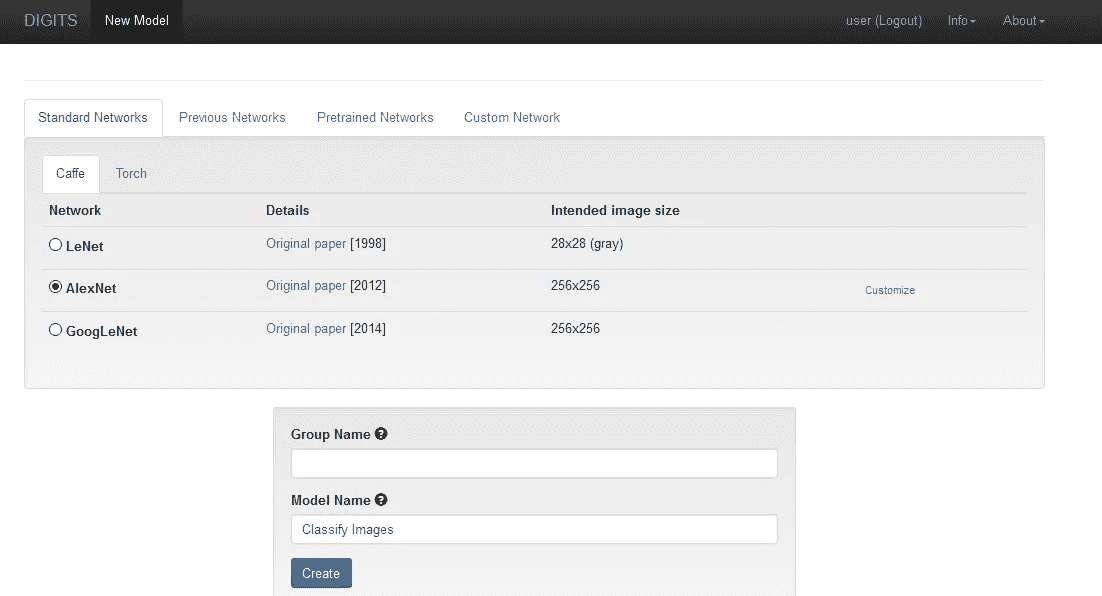 DIGITS New Model user (Logout) Info About
Standard Networks Previous Networks Pretrained Networks Custom Network
Caffe Torch
Network Details Intended image size
LeNet Original paper [1998] 28x28 (gray)
AlexNet Original paper [2012] 256x256 Customize
GoogLeNet Original paper [2014] 256x256
Group Name ?
Model Name ?
Classify Images
Create